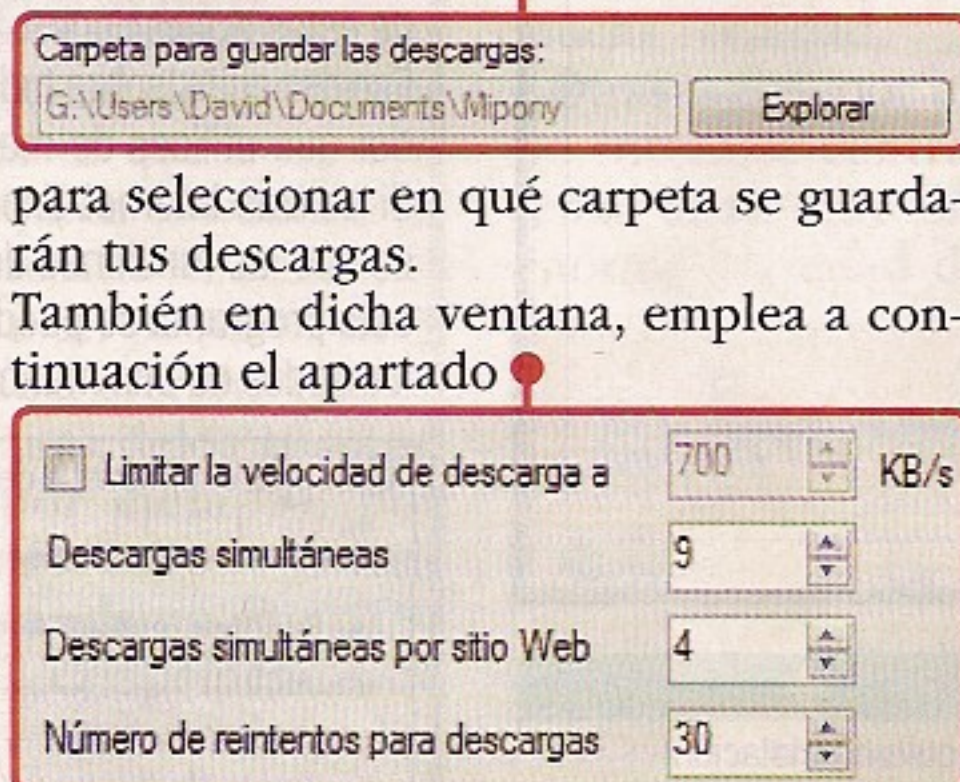 Carpeta para guardar las descargas:
G:\Users\David\Documents\Mipony Explorar
para seleccionar en qué carpeta se guarda-
rán tus descargas.
También en dicha ventana, emplea a con-
tinuación el apartado
Limitar la velocidad de descarga a 700 KB/s
Descargas simultáneas 9
Descargas simultáneas por sitio Web 4
Número de reintentos para descargas 30